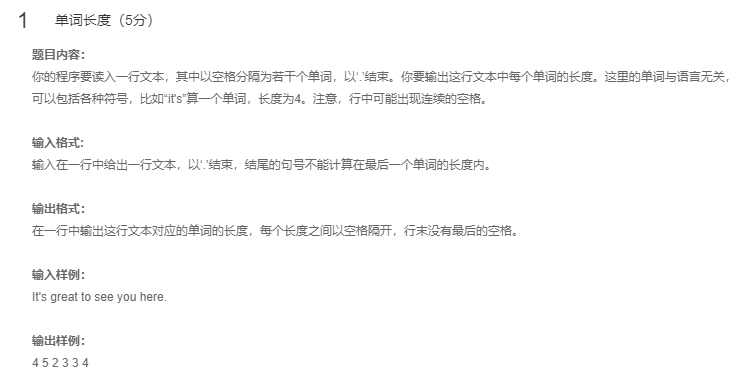 1 单词长度（5分）
题目内容：
你的程序要读入一行文本，其中以空格分隔为若干个单词，以‘.’结束。你要输出这行文本中每个单词的长度。这里的单词与语言无关，
可以包括各种符号，比如“it's”算一个单词，长度为4。注意，行中可能出现连续的空格。
输入格式：
输入在一行中给出一行文本，以‘.’结束，结尾的句号不能计算在最后一个单词的长度内。
输出格式：
在一行中输出这行文本对应的单词的长度，每个长度之间以空格隔开，行末没有最后的空格。
输入样例：
It's great to see you here.
输出样例：
4 5 2 3 3 4